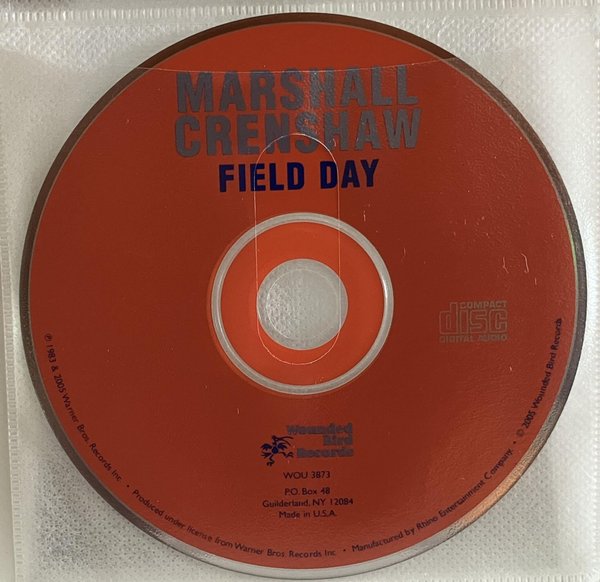 MARSHALL
CRENSHAW
FIELD DAY
COMPACT
disc
DIGITAL AUDIO
Wounded
Bird
Records
WOU 3873
P.O. Box 48
Guilderland, NY 12084
Made in U.S.A.
℗ 1983 & 2005 Warner Bros. Records Inc. • Produced under license from Warner Bros. Records Inc. • Manufactured by Rhino Entertainment Company. • © 2005 Wounded Bird Records